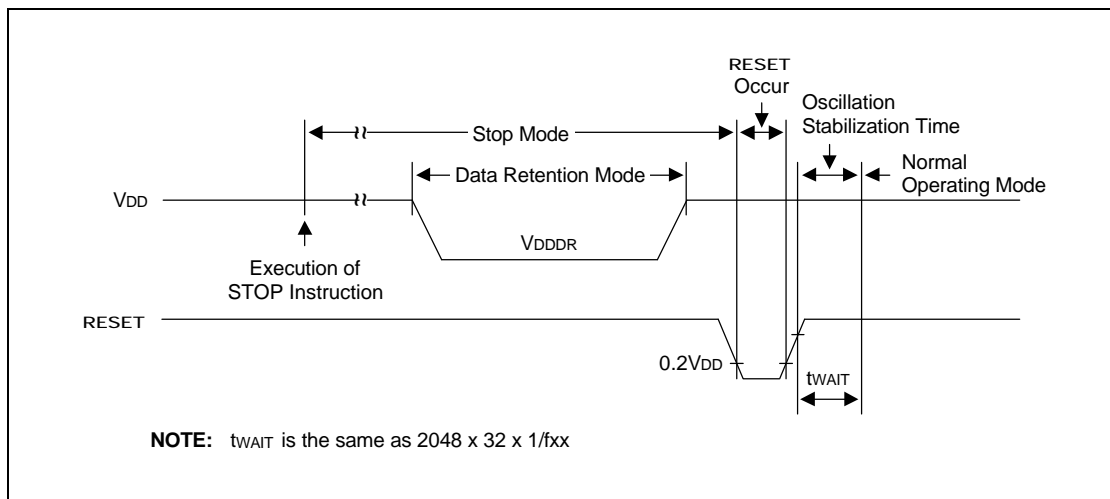 RESET
Occur
Oscillation
Stabilization Time
Stop Mode
Normal
Operating Mode
Data Retention Mode
VDD
VDDDR
Execution of
STOP Instruction
RESET
0.2VDD
tWAIT
NOTE: tWAIT is the same as 2048 x 32 x 1/fxx